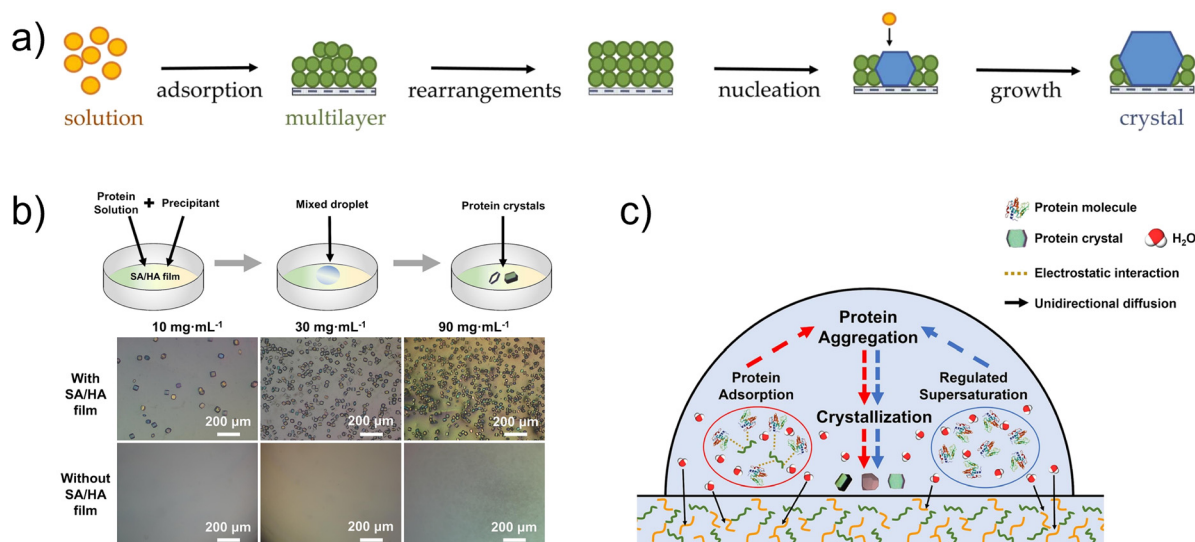 a)
adsorption
rearrangements
nucleation
growth
solution
multilayer
crystal
b)
Protein
Solution + Precipitant
Mixed droplet
Protein crystals
SA/HA film
10 mg·mL⁻¹
30 mg·mL⁻¹
90 mg·mL⁻¹
With
SA/HA
film
200 μm
200 μm
200 μm
Without
SA/HA
film
200 μm
200 μm
200 μm
c)
Protein molecule
Protein crystal
H₂O
Electrostatic interaction
Unidirectional diffusion
Protein
Aggregation
Protein
Adsorption
Regulated
Supersaturation
Crystallization